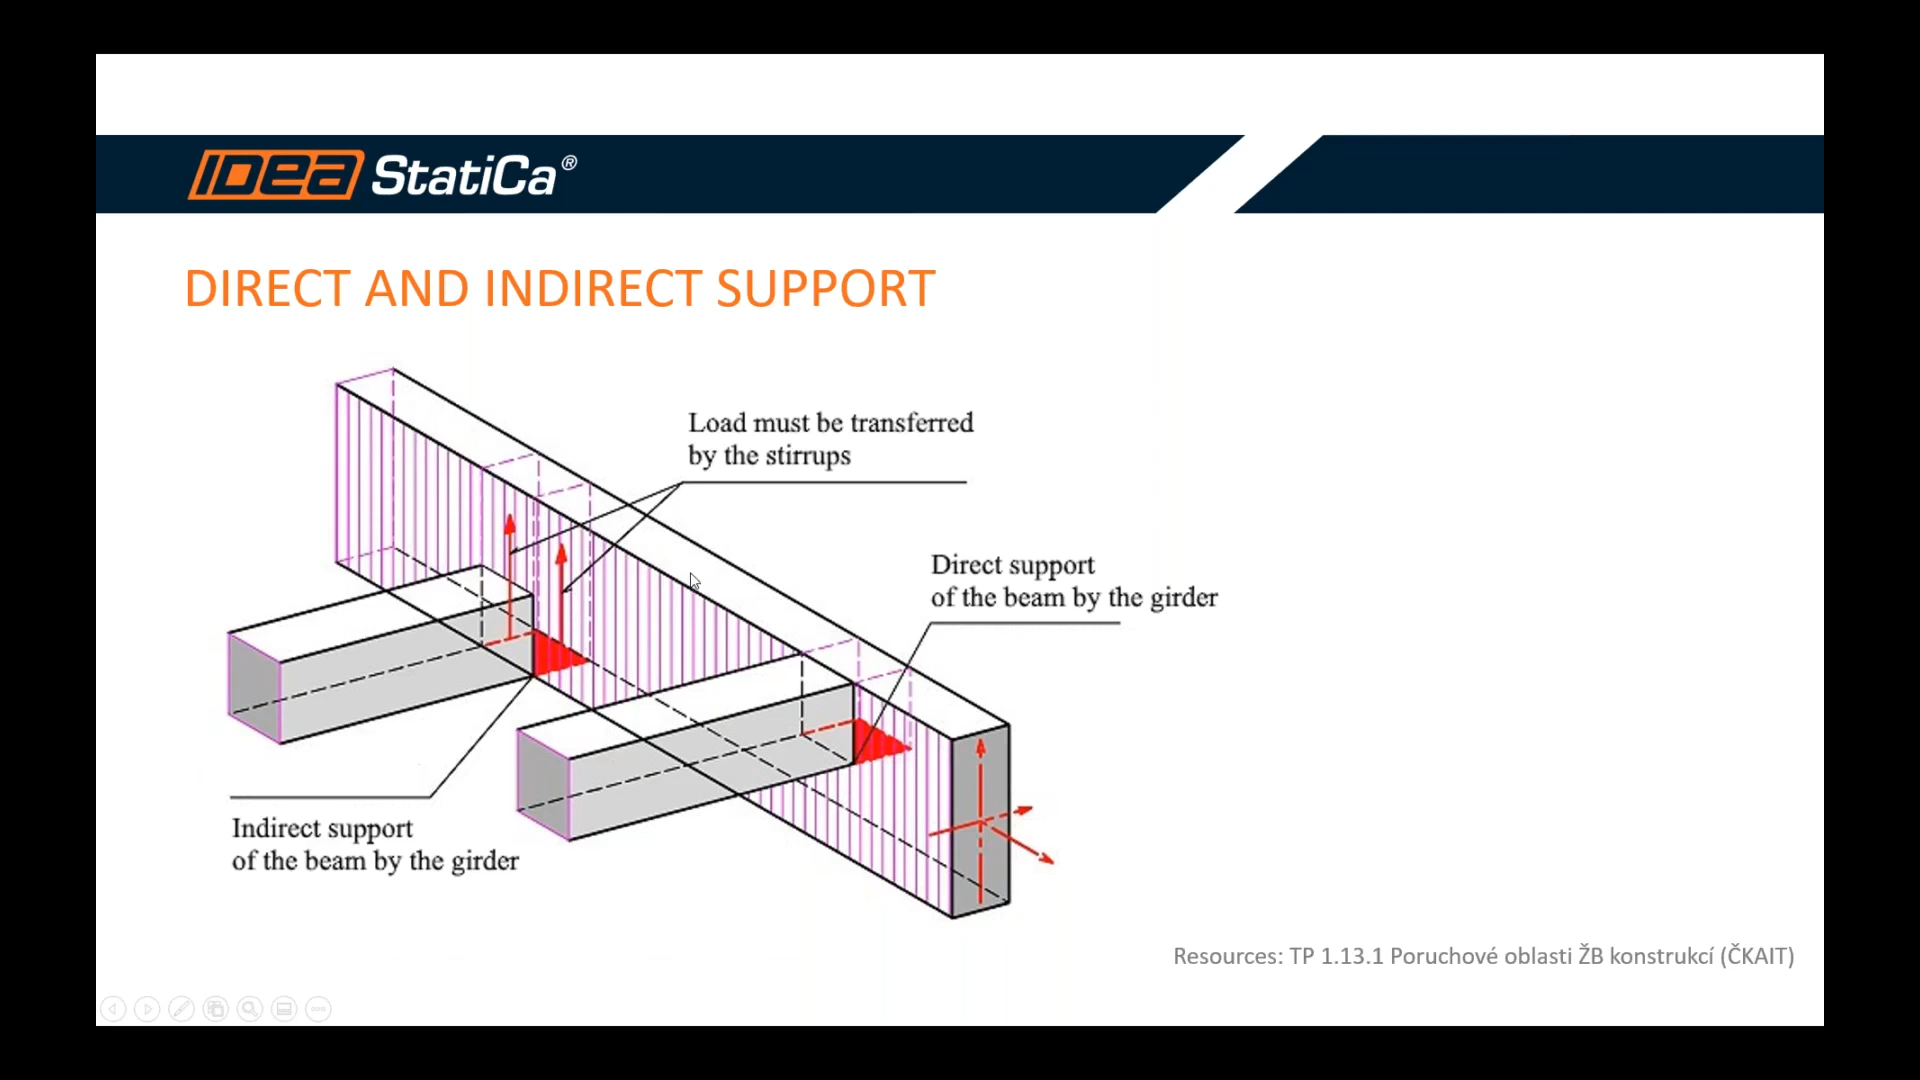 IDEA StatiCa®
DIRECT AND INDIRECT SUPPORT
Load must be transferred
by the stirrups
Direct support
of the beam by the girder
Indirect support
of the beam by the girder
Resources: TP 1.13.1 Poruchové oblasti ŽB konstrukcí (ČKAIT)